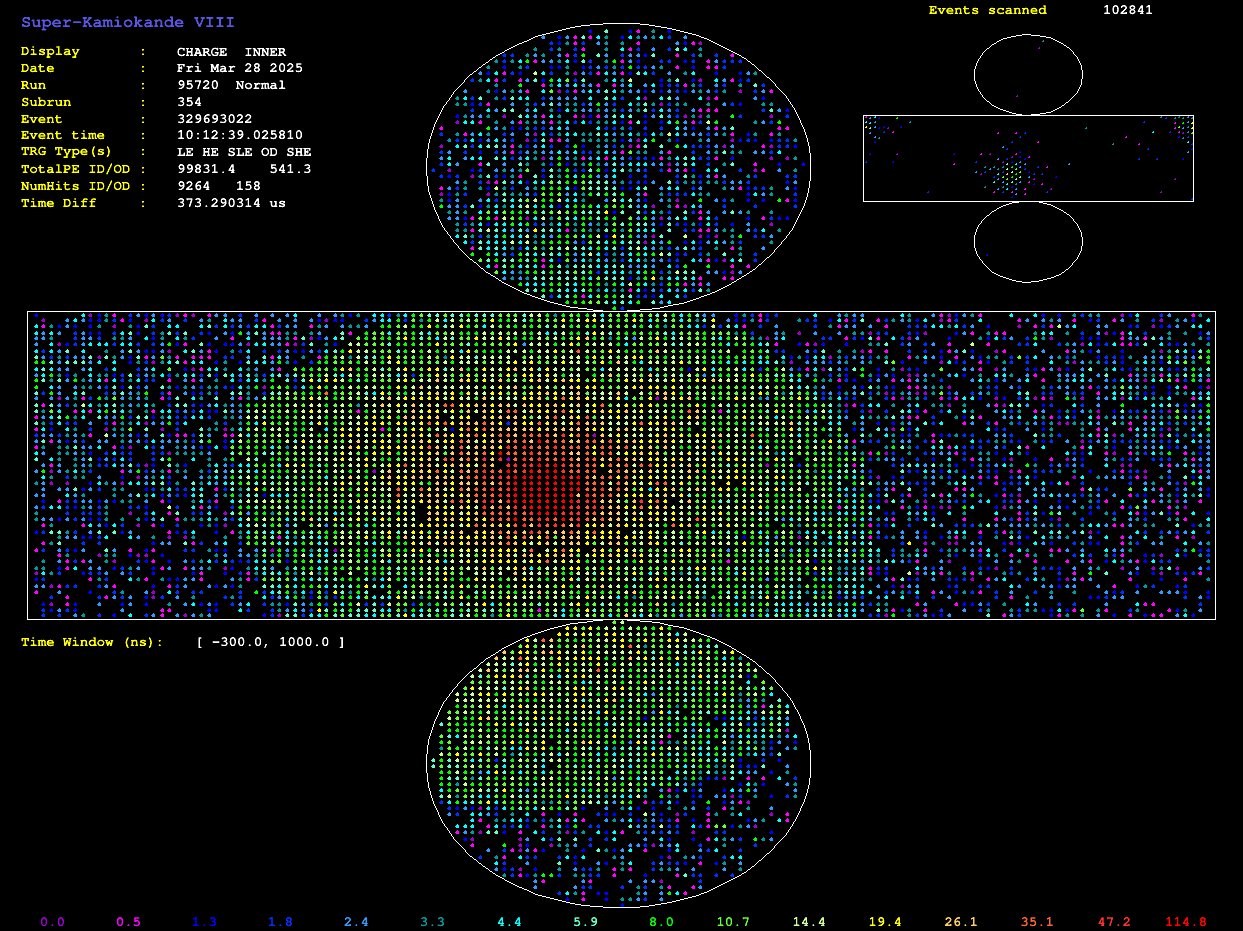 Super-Kamiokande VIII
Events scanned 102841
Display : CHARGE INNER
Date : Fri Mar 28 2025
Run : 95720 Normal
Subrun : 354
Event : 329693022
Event time : 10:12:39.025810
TRG Type(s) : LE HE SLE OD SHE
TotalPE ID/OD : 99831.4 541.3
NumHits ID/OD : 9264 158
Time Diff : 373.290314 us
Time Window (ns): [ -300.0, 1000.0 ]
0.0 0.5 1.3 1.8 2.4 3.3 4.4 5.9 8.0 10.7 14.4 19.4 26.1 35.1 47.2 114.8